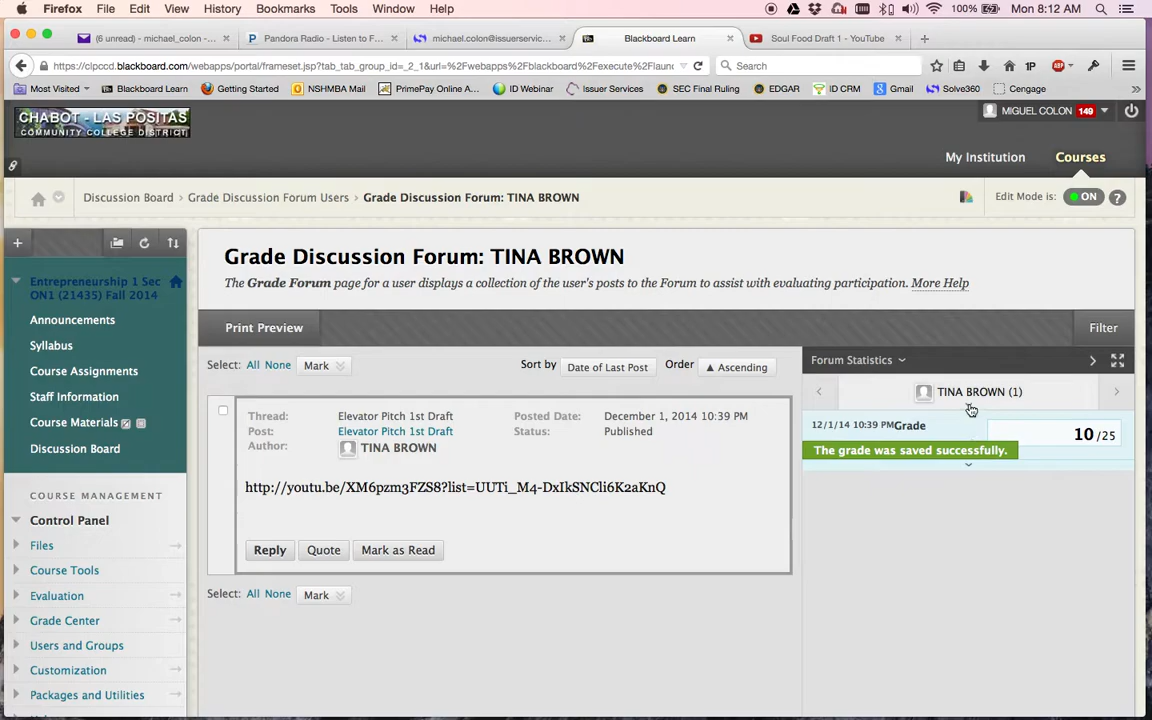 Firefox File Edit View History Bookmarks Tools Window Help 100% Mon 8:12 AM
(6 unread) - michael_colon -... Pandora Radio - Listen to F... michael.colon@issuerservic... Blackboard Learn Soul Food Draft 1 - YouTube
https://clpccd.blackboard.com/webapps/portal/frameset.jsp?tab_tab_group_id=_2_1&url=%2Fwebapps%2Fblackboard%2Fexecute%2Flaunc Search 1P ABP
Most Visited Blackboard Learn Getting Started NSHMBA Mail PrimePay Online A... ID Webinar Issuer Services SEC Final Ruling EDGAR ID CRM Gmail Solve360 Cengage
CHABOT - LAS POSITAS
COMMUNITY COLLEGE DISTRICT
MIGUEL COLON 149
My Institution Courses
Discussion Board > Grade Discussion Forum Users > Grade Discussion Forum: TINA BROWN Edit Mode is: ON ?
Grade Discussion Forum: TINA BROWN
The Grade Forum page for a user displays a collection of the user's posts to the Forum to assist with evaluating participation. More Help
Print Preview Filter
Select: All None Mark Sort by Date of Last Post Order Ascending
Thread: Elevator Pitch 1st Draft Posted Date: December 1, 2014 10:39 PM
Post: Elevator Pitch 1st Draft Status: Published
Author: TINA BROWN
http://youtu.be/XM6pzm3FZS8?list=UUTi_M4-DxIkSNCli6K2aKnQ
Reply Quote Mark as Read
Select: All None Mark
Forum Statistics
TINA BROWN (1)
12/1/14 10:39 PM Grade 10 /25
The grade was saved successfully.
Entrepreneurship 1 Sec
ON1 (21435) Fall 2014
Announcements
Syllabus
Course Assignments
Staff Information
Course Materials
Discussion Board
COURSE MANAGEMENT
Control Panel
Files
Course Tools
Evaluation
Grade Center
Users and Groups
Customization
Packages and Utilities